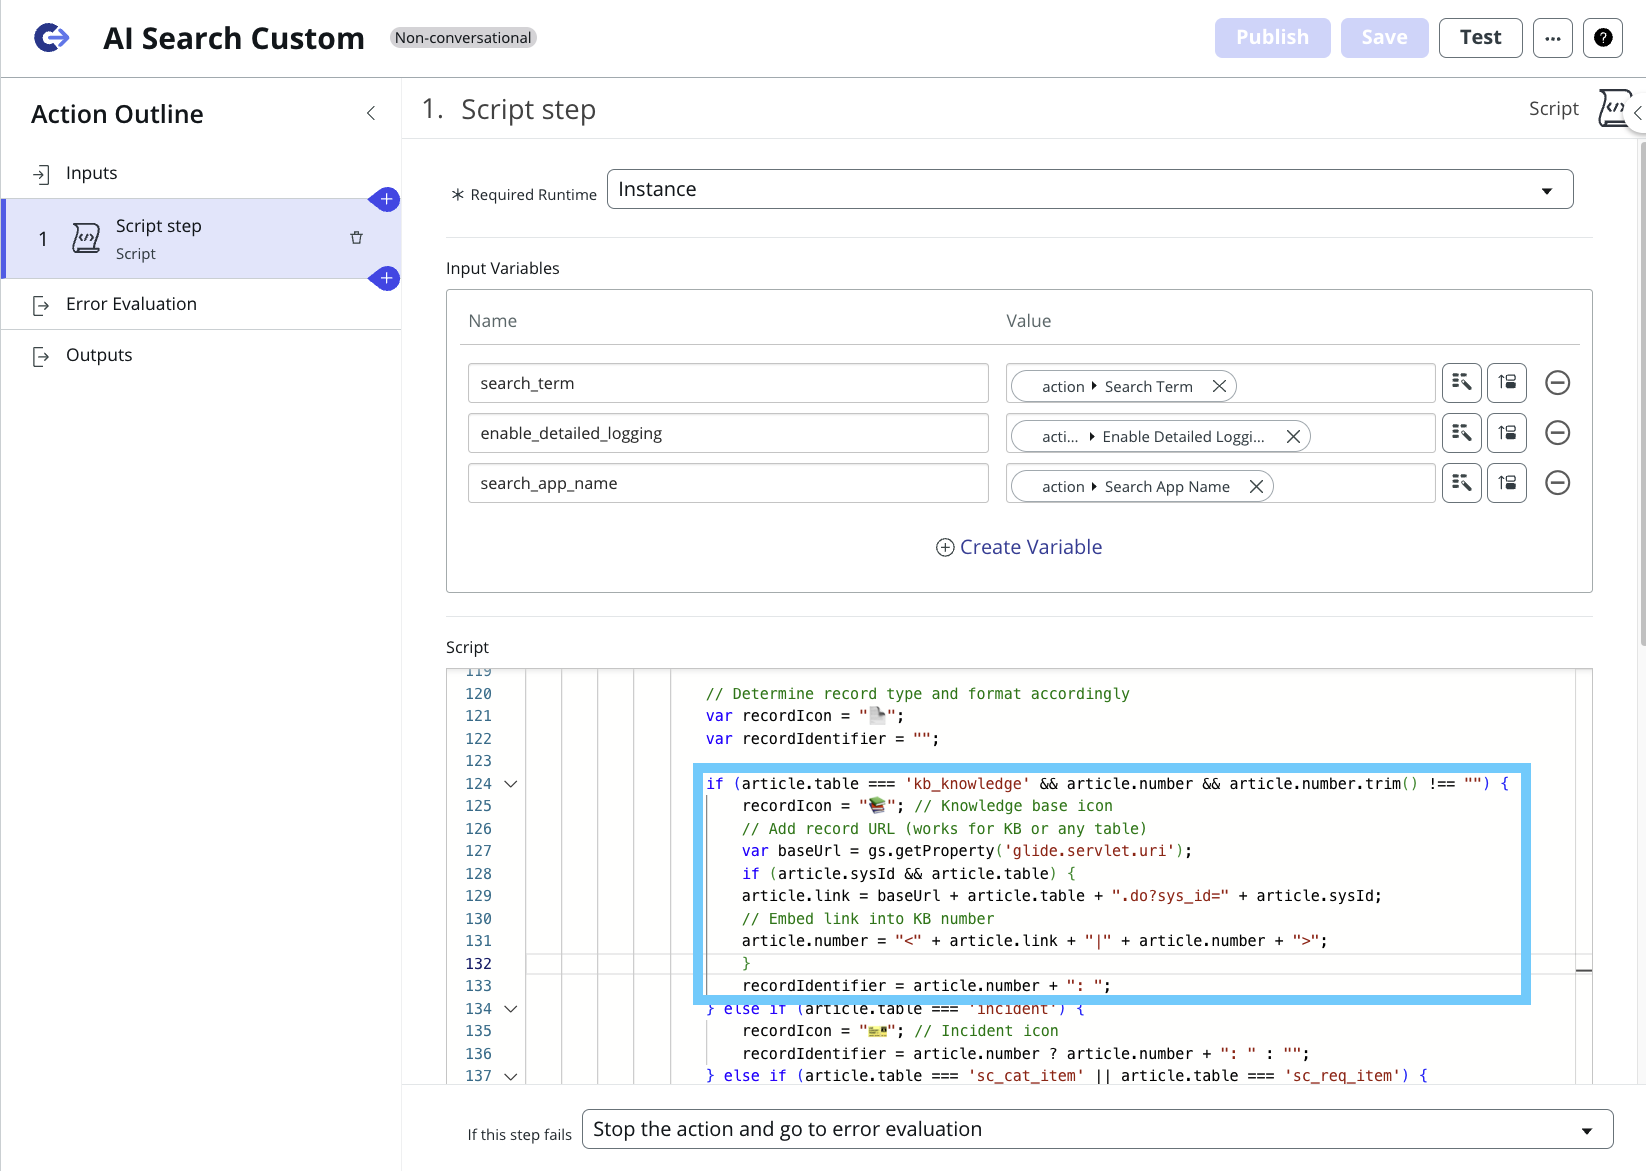 AI Search Custom
Non-conversational
Publish
Save
Test
...
?
Action Outline
Inputs
1
Script step
Script
Error Evaluation
Outputs
1. Script step
Script
* Required Runtime
Instance
Input Variables
Name
Value
search_term
action ▸ Search Term
enable_detailed_logging
acti... ▸ Enable Detailed Loggi...
search_app_name
action ▸ Search App Name
Create Variable
Script
119
120 // Determine record type and format accordingly
121 var recordIcon = "📄";
122 var recordIdentifier = "";
123
124 if (article.table === 'kb_knowledge' && article.number && article.number.trim() !== "") {
125 recordIcon = "📚"; // Knowledge base icon
126 // Add record URL (works for KB or any table)
127 var baseUrl = gs.getProperty('glide.servlet.uri');
128 if (article.sysId && article.table) {
129 article.link = baseUrl + article.table + ".do?sys_id=" + article.sysId;
130 // Embed link into KB number
131 article.number = "<" + article.link + "|" + article.number + ">";
132 }
133 recordIdentifier = article.number + ": ";
134 } else if (article.table === 'incident') {
135 recordIcon = "🎫"; // Incident icon
136 recordIdentifier = article.number ? article.number + ": " : "";
137 } else if (article.table === 'sc_cat_item' || article.table === 'sc_req_item') {
If this step fails
Stop the action and go to error evaluation